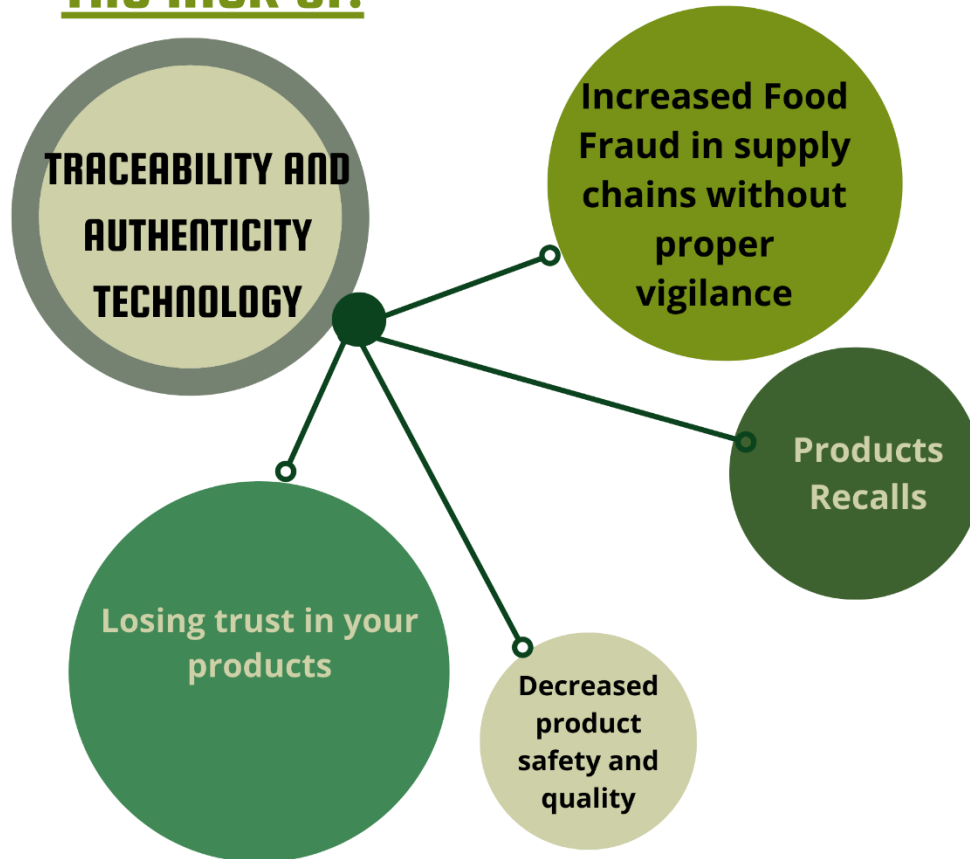 TRACEABILITY AND
AUTHENTICITY
TECHNOLOGY
Increased Food
Fraud in supply
chains without
proper
vigilance
Products
Recalls
Losing trust in your
products
Decreased
product
safety and
quality